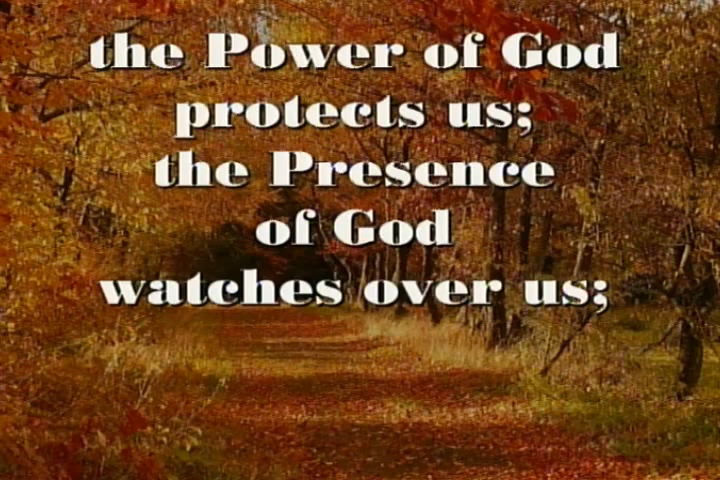 the Power of God
protects us;
the Presence
of God
watches over us;